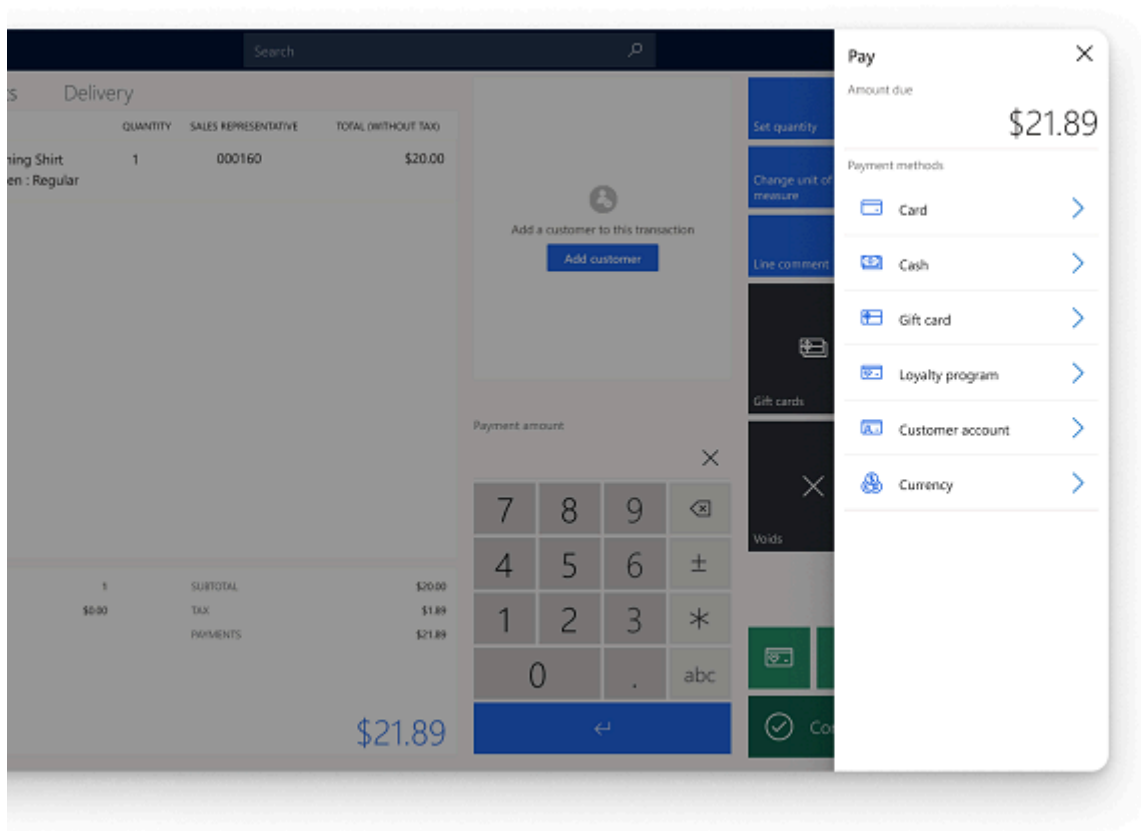 Search
Delivery
QUANTITY SALES REPRESENTATIVE TOTAL (WITHOUT TAX)
Shirt 1 000160 $20.00
: Regular
1 SUBTOTAL $20.00
$0.00 TAX $1.89
PAYMENTS $21.89
$21.89
Add a customer to this transaction
Add customer
Payment amount
7 8 9
4 5 6 ±
1 2 3 *
0 . abc
Set quantity
Change unit of
measure
Line comment
Gift cards
Voids
Pay
Amount due
$21.89
Payment methods
Card
Cash
Gift card
Loyalty program
Customer account
Currency